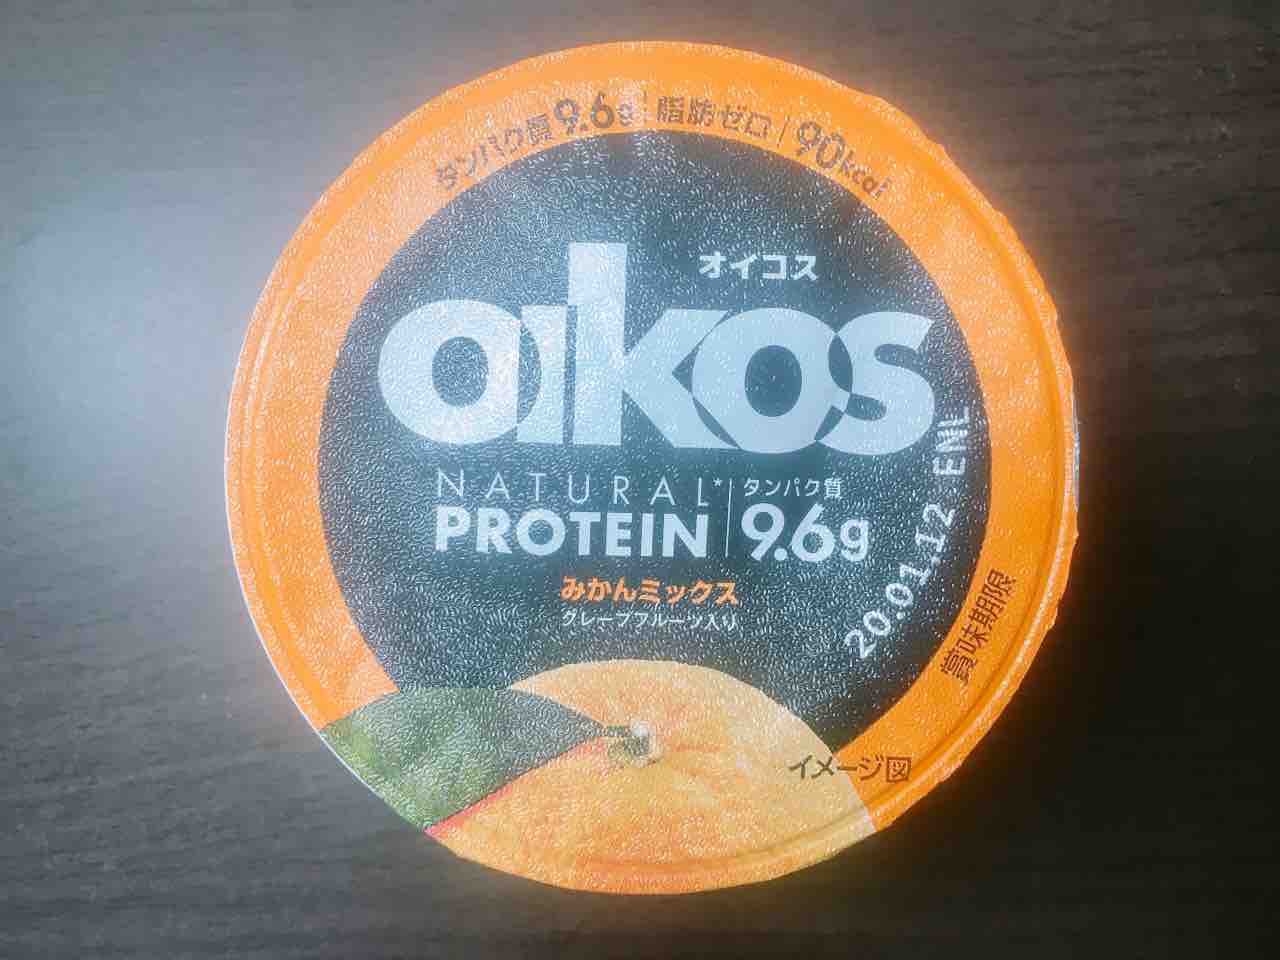 タンパク質9.6g | 脂肪ゼロ | 90kcal
オイコス
oikos
NATURAL*
PROTEIN
タンパク質
9.6g
みかんミックス
グレープフルーツ入り
20.01.12 ENL
賞味期限
イメージ図